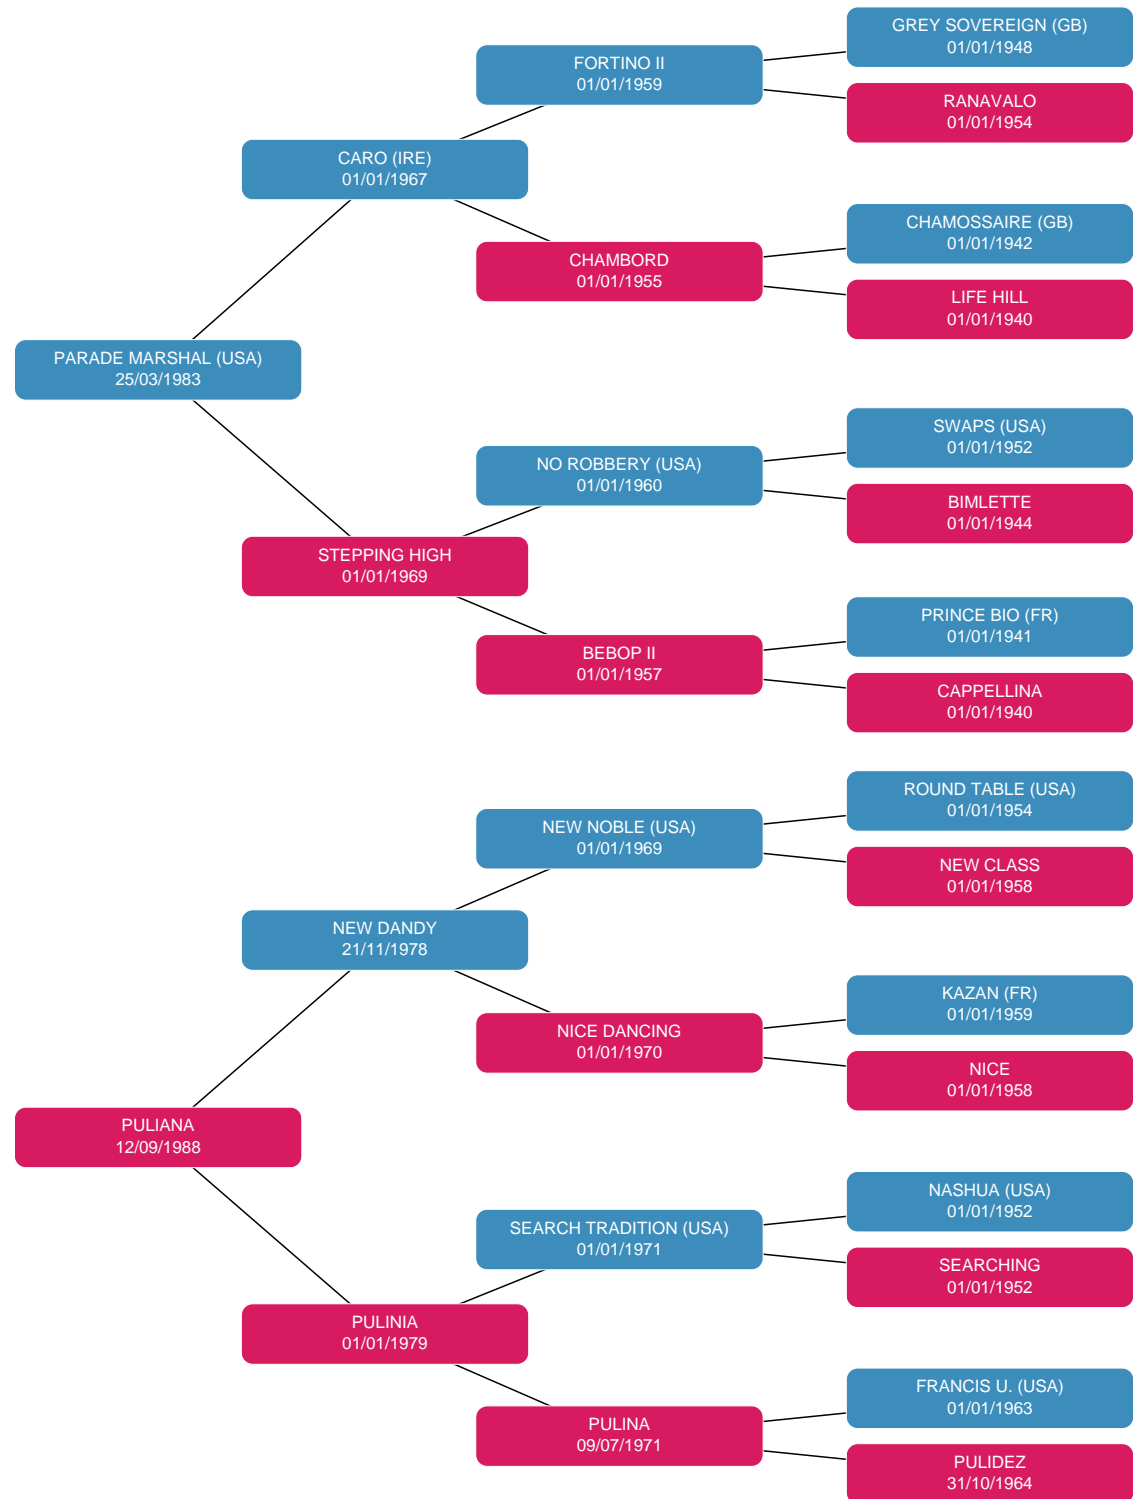 GREY SOVEREIGN (GB)
01/01/1948
FORTINO II
01/01/1959
RANAVALO
01/01/1954
CARO (IRE)
01/01/1967
CHAMOSSAIRE (GB)
01/01/1942
CHAMBORD
01/01/1955
LIFE HILL
01/01/1940
PARADE MARSHAL (USA)
25/03/1983
SWAPS (USA)
01/01/1952
NO ROBBERY (USA)
01/01/1960
BIMLETTE
01/01/1944
STEPPING HIGH
01/01/1969
PRINCE BIO (FR)
01/01/1941
BEBOP II
01/01/1957
CAPPELLINA
01/01/1940
ROUND TABLE (USA)
01/01/1954
NEW NOBLE (USA)
01/01/1969
NEW CLASS
01/01/1958
NEW DANDY
21/11/1978
KAZAN (FR)
01/01/1959
NICE DANCING
01/01/1970
NICE
01/01/1958
PULIANA
12/09/1988
NASHUA (USA)
01/01/1952
SEARCH TRADITION (USA)
01/01/1971
SEARCHING
01/01/1952
PULINIA
01/01/1979
FRANCIS U. (USA)
01/01/1963
PULINA
09/07/1971
PULIDEZ
31/10/1964